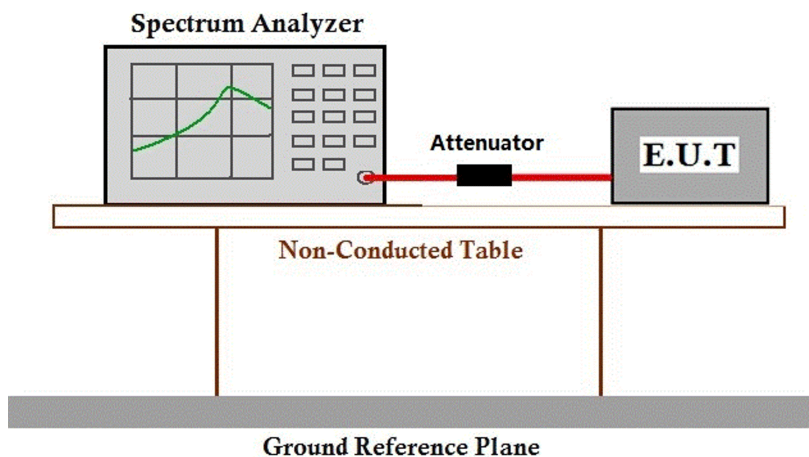 Spectrum Analyzer
Attenuator
E.U.T
Non-Conducted Table
Ground Reference Plane